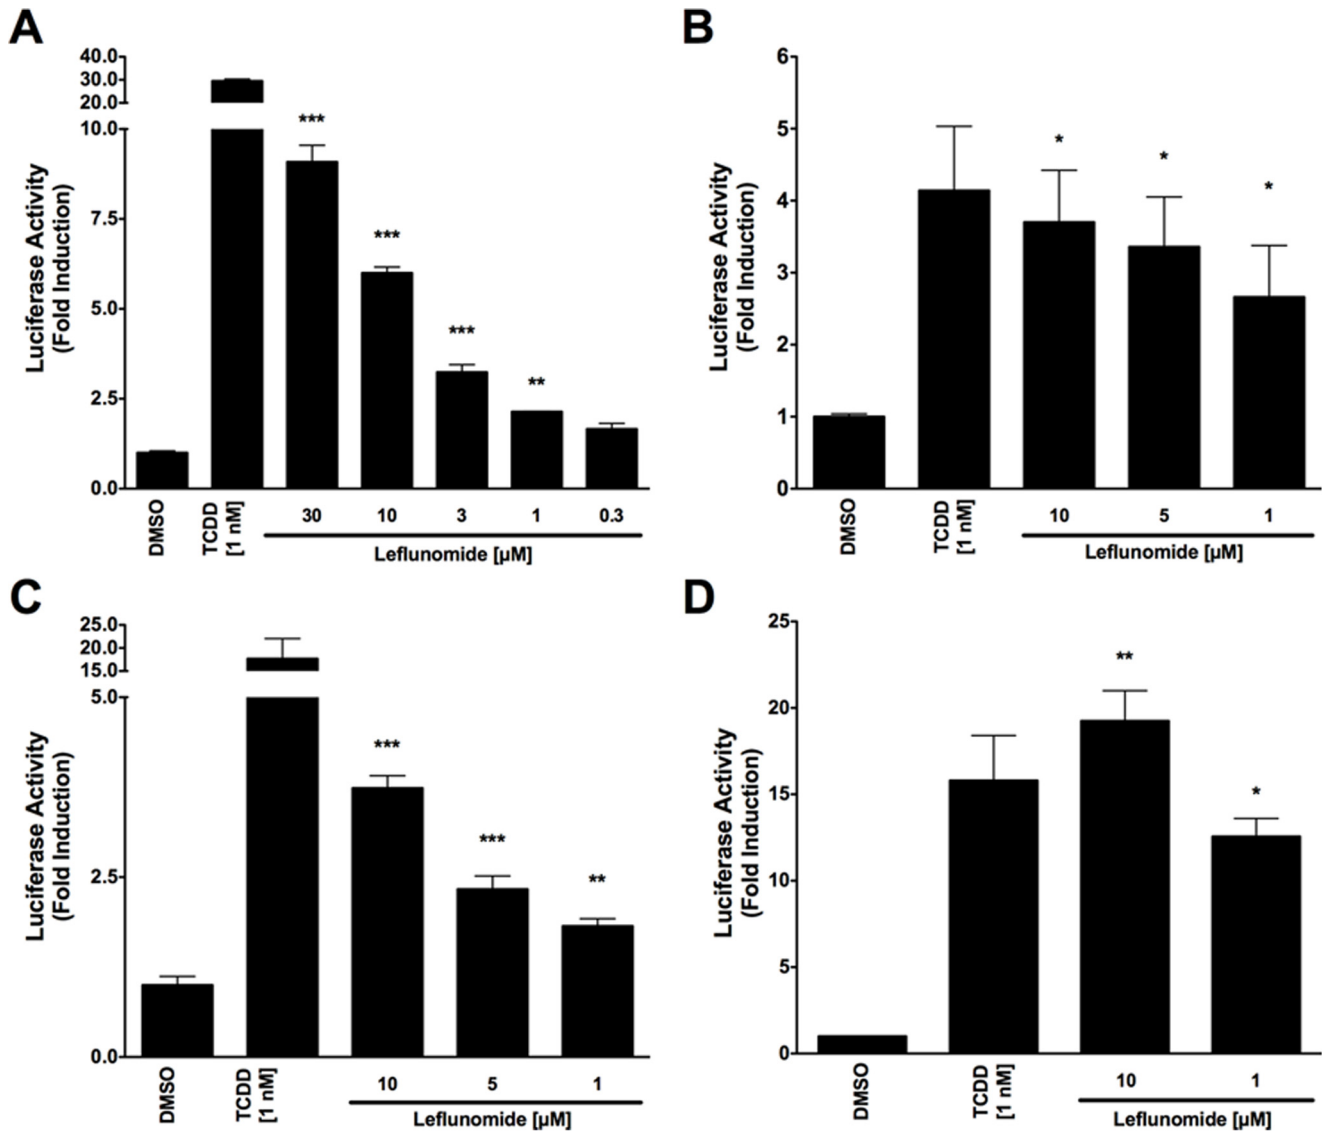 A
40.0
30.0
20.0
10.0
7.5
5.0
2.5
0.0
Luciferase Activity
(Fold Induction)
***
***
***
**
DMSO
TCDD
[1 nM]
30 10 3 1 0.3
Leflunomide [µM]
B
6
5
4
3
2
1
0
Luciferase Activity
(Fold Induction)
*
*
*
DMSO
TCDD
[1 nM]
10 5 1
Leflunomide [µM]
C
25.0
20.0
15.0
5.0
2.5
0.0
Luciferase Activity
(Fold Induction)
***
***
**
DMSO
TCDD
[1 nM]
10 5 1
Leflunomide [µM]
D
25
20
15
10
5
0
Luciferase Activity
(Fold Induction)
**
*
DMSO
TCDD
[1 nM]
10 1
Leflunomide [µM]